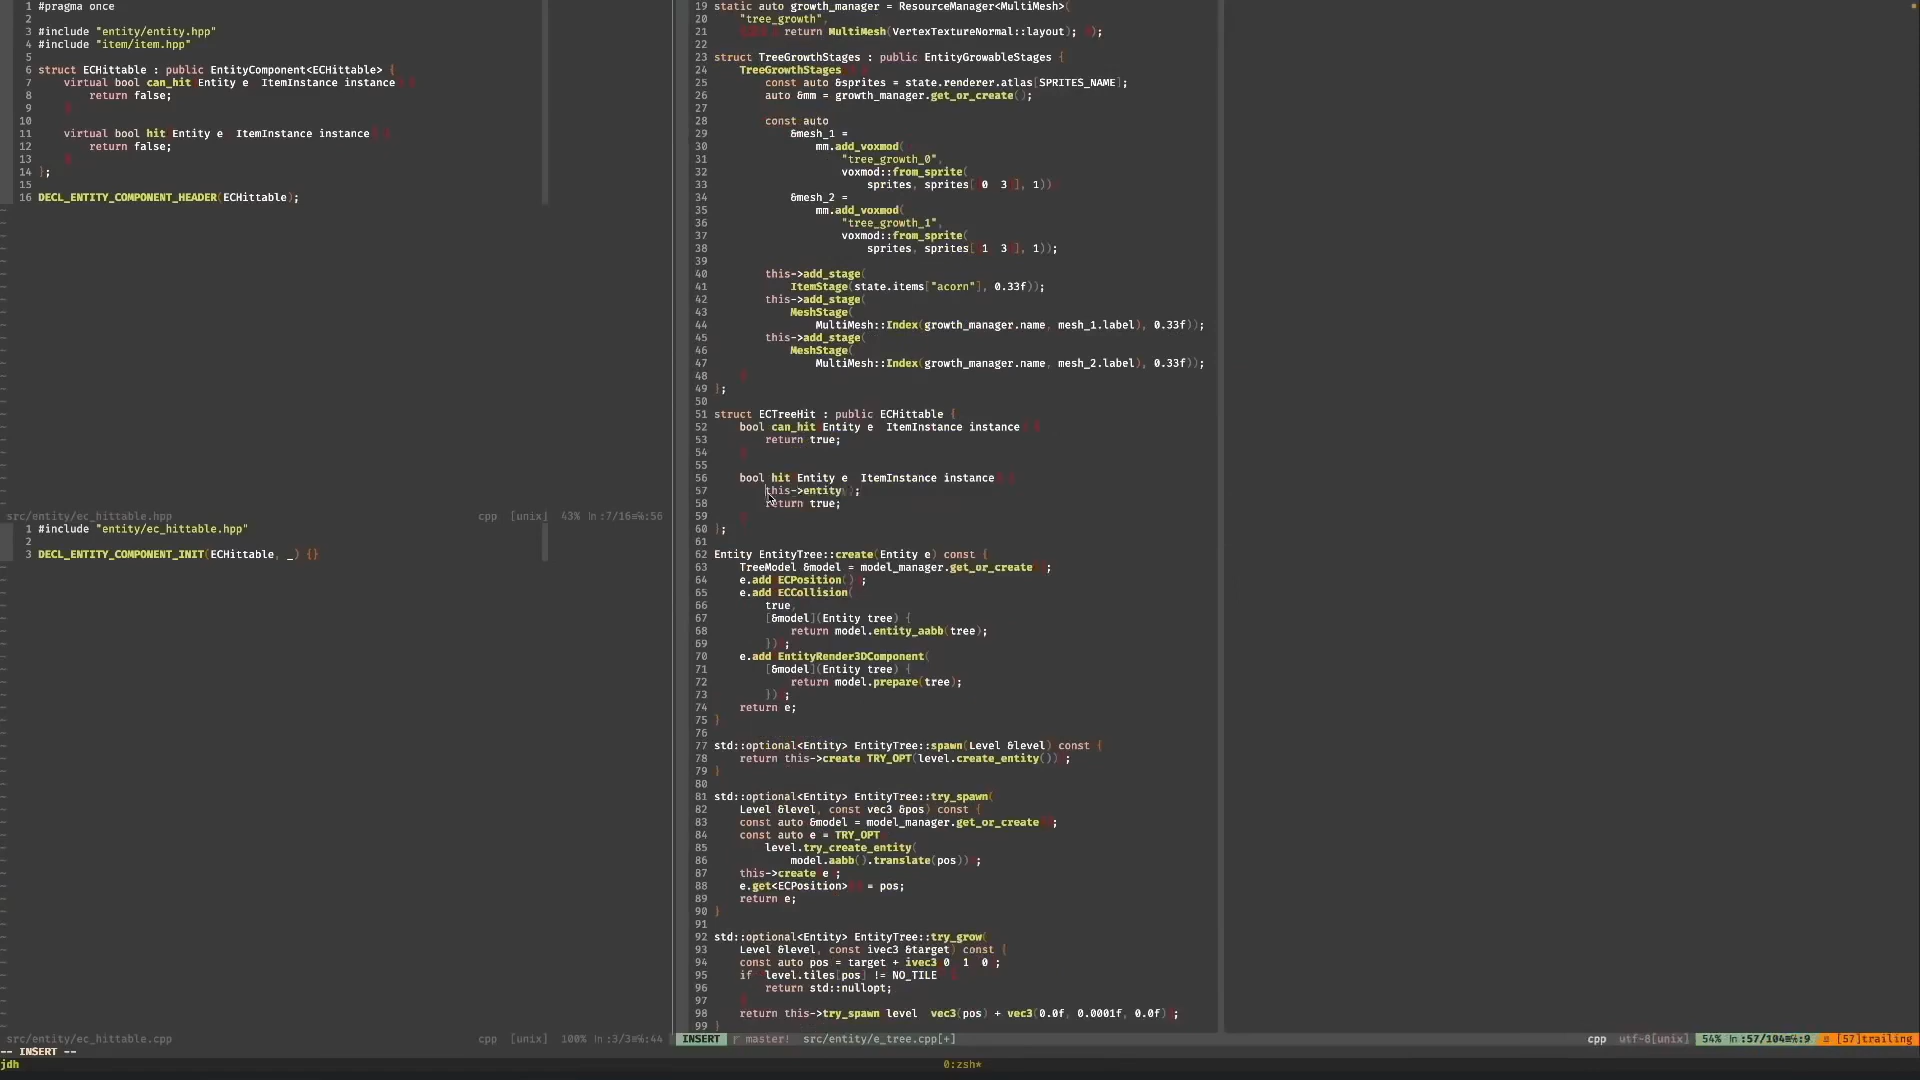 1 #pragma once
2
3 #include "entity/entity.hpp"
4 #include "item/item.hpp"
5
6 struct ECHittable : public EntityComponent<ECHittable> {
7 virtual bool can_hit Entity e ItemInstance instance
8 return false;
9
10
11 virtual bool hit Entity e ItemInstance instance
12 return false;
13
14 };
15
16 DECL_ENTITY_COMPONENT_HEADER(ECHittable);
src/entity/ec_hittable.hpp cpp [unix] 43% ln :7/16≡℅:56
1 #include "entity/ec_hittable.hpp"
2
3 DECL_ENTITY_COMPONENT_INIT(ECHittable, _) {}
src/entity/ec_hittable.cpp cpp [unix] 100% ln :3/3≡℅:44
19 static auto growth_manager = ResourceManager<MultiMesh>(
20 "tree_growth",
21 return MultiMesh(VertexTextureNormal::layout); );
22
23 struct TreeGrowthStages : public EntityGrowableStages {
24 TreeGrowthStages
25 const auto &sprites = state.renderer.atlas[SPRITES_NAME];
26 auto &mm = growth_manager.get_or_create();
27
28 const auto
29 &mesh_1 =
30 mm.add_voxmod(
31 "tree_growth_0",
32 voxmod::from_sprite(
33 sprites, sprites[ 0 3 ], 1))
34 &mesh_2 =
35 mm.add_voxmod(
36 "tree_growth_1",
37 voxmod::from_sprite(
38 sprites, sprites[ 1 3 ], 1));
39
40 this->add_stage(
41 ItemStage(state.items["acorn"], 0.33f));
42 this->add_stage(
43 MeshStage(
44 MultiMesh::Index(growth_manager.name, mesh_1.label), 0.33f));
45 this->add_stage(
46 MeshStage(
47 MultiMesh::Index(growth_manager.name, mesh_2.label), 0.33f));
48
49 };
50
51 struct ECTreeHit : public ECHittable {
52 bool can_hit Entity e ItemInstance instance
53 return true;
54
55
56 bool hit Entity e ItemInstance instance
57 this->entity ;
58 return true;
59
60 };
61
62 Entity EntityTree::create(Entity e) const {
63 TreeModel &model = model_manager.get_or_create ;
64 e.add ECPosition() ;
65 e.add ECCollision(
66 true,
67 [&model](Entity tree) {
68 return model.entity_aabb(tree);
69 }) ;
70 e.add EntityRender3DComponent(
71 [&model](Entity tree) {
72 return model.prepare(tree);
73 }) ;
74 return e;
75 }
76
77 std::optional<Entity> EntityTree::spawn(Level &level) const {
78 return this->create TRY_OPT(level.create_entity()) ;
79 }
80
81 std::optional<Entity> EntityTree::try_spawn(
82 Level &level, const vec3 &pos) const {
83 const auto &model = model_manager.get_or_create ;
84 const auto e = TRY_OPT
85 level.try_create_entity(
86 model.aabb().translate(pos)) ;
87 this->create e ;
88 e.get<ECPosition> = pos;
89 return e;
90 }
91
92 std::optional<Entity> EntityTree::try_grow(
93 Level &level, const ivec3 &target) const {
94 const auto pos = target + ivec3 0 1 0 ;
95 if level.tiles[pos] != NO_TILE
96 return std::nullopt;
97
98 return this->try_spawn level vec3(pos) + vec3(0.0f, 0.0001f, 0.0f) ;
99 }
INSERT master! src/entity/e_tree.cpp[+] cpp utf-8[unix] 54% ln :57/104≡℅:9 [57]trailing
-- INSERT --
jdh 0:zsh*